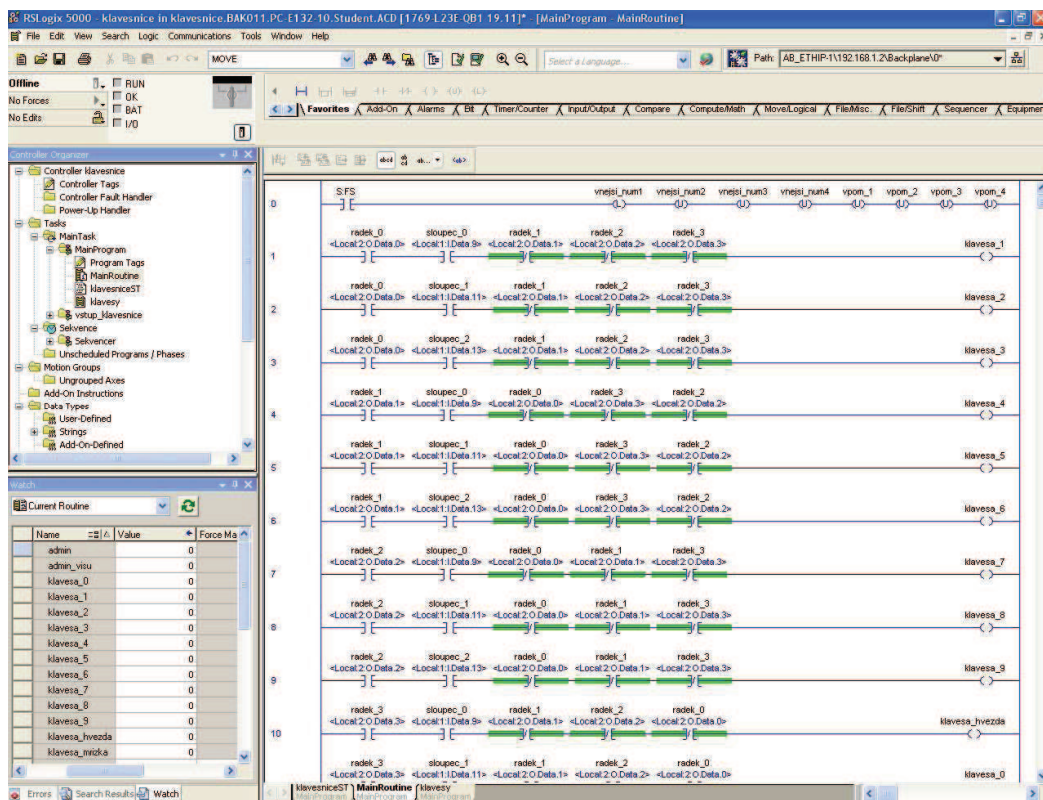 RSLogix 5000 - klavesnice in klavesnice.BAK011.PC-E132-10.Student.ACD [1769-L23E-QB1 19.11]* - [MainProgram - MainRoutine]
File Edit View Search Logic Communications Tools Window Help
MOVE Select a Language... Path: AB_ETHIP-1\192.168.1.2\Backplane\0*
Offline RUN
No Forces OK
No Edits BAT
I/O
Favorites Add-On Alarms Bit Timer/Counter Input/Output Compare Compute/Math Move/Logical File/Misc. File/Shift Sequencer Equipmen
Controller Organizer
Controller klavesnice
Controller Tags
Controller Fault Handler
Power-Up Handler
Tasks
MainTask
MainProgram
Program Tags
MainRoutine
klavesniceST
klavesy
vstup_klavesnice
Sekvence
Sekvencer
Unscheduled Programs / Phases
Motion Groups
Ungrouped Axes
Add-On Instructions
Data Types
User-Defined
Strings
Add-On-Defined
Watch
Current Routine
Name Value Force Ma
admin 0
admin_visu 0
klavesa_0 0
klavesa_1 0
klavesa_2 0
klavesa_3 0
klavesa_4 0
klavesa_5 0
klavesa_6 0
klavesa_7 0
klavesa_8 0
klavesa_9 0
klavesa_hvezda 0
klavesa_mrizka 0
Errors Search Results Watch
S:FS vnejsi_num1 vnejsi_num2 vnejsi_num3 vnejsi_num4 vpom_1 vpom_2 vpom_3 vpom_4
0 L U U U U U U U
radek_0 sloupec_0 radek_1 radek_2 radek_3
<Local:2:O.Data.0> <Local:1:I.Data.9> <Local:2:O.Data.1> <Local:2:O.Data.2> <Local:2:O.Data.3> klavesa_1
1
radek_0 sloupec_1 radek_1 radek_2 radek_3
<Local:2:O.Data.0> <Local:1:I.Data.11> <Local:2:O.Data.1> <Local:2:O.Data.2> <Local:2:O.Data.3> klavesa_2
2
radek_0 sloupec_2 radek_1 radek_2 radek_3
<Local:2:O.Data.0> <Local:1:I.Data.13> <Local:2:O.Data.1> <Local:2:O.Data.2> <Local:2:O.Data.3> klavesa_3
3
radek_1 sloupec_0 radek_0 radek_3 radek_2
<Local:2:O.Data.1> <Local:1:I.Data.9> <Local:2:O.Data.0> <Local:2:O.Data.3> <Local:2:O.Data.2> klavesa_4
4
radek_1 sloupec_1 radek_0 radek_3 radek_2
<Local:2:O.Data.1> <Local:1:I.Data.11> <Local:2:O.Data.0> <Local:2:O.Data.3> <Local:2:O.Data.2> klavesa_5
5
radek_1 sloupec_2 radek_0 radek_3 radek_2
<Local:2:O.Data.1> <Local:1:I.Data.13> <Local:2:O.Data.0> <Local:2:O.Data.3> <Local:2:O.Data.2> klavesa_6
6
radek_2 sloupec_0 radek_0 radek_1 radek_3
<Local:2:O.Data.2> <Local:1:I.Data.9> <Local:2:O.Data.0> <Local:2:O.Data.1> <Local:2:O.Data.3> klavesa_7
7
radek_2 sloupec_1 radek_0 radek_1 radek_3
<Local:2:O.Data.2> <Local:1:I.Data.11> <Local:2:O.Data.0> <Local:2:O.Data.1> <Local:2:O.Data.3> klavesa_8
8
radek_2 sloupec_2 radek_0 radek_1 radek_3
<Local:2:O.Data.2> <Local:1:I.Data.13> <Local:2:O.Data.0> <Local:2:O.Data.1> <Local:2:O.Data.3> klavesa_9
9
radek_3 sloupec_0 radek_1 radek_2 radek_0
<Local:2:O.Data.3> <Local:1:I.Data.9> <Local:2:O.Data.1> <Local:2:O.Data.2> <Local:2:O.Data.0> klavesa_hvezda
10
radek_3 sloupec_1 radek_1 radek_2 radek_0
<Local:2:O.Data.3> <Local:1:I.Data.11> <Local:2:O.Data.1> <Local:2:O.Data.2> <Local:2:O.Data.0> klavesa_0
klavesniceST MainRoutine klavesy
MainProgram MainProgram MainProgram